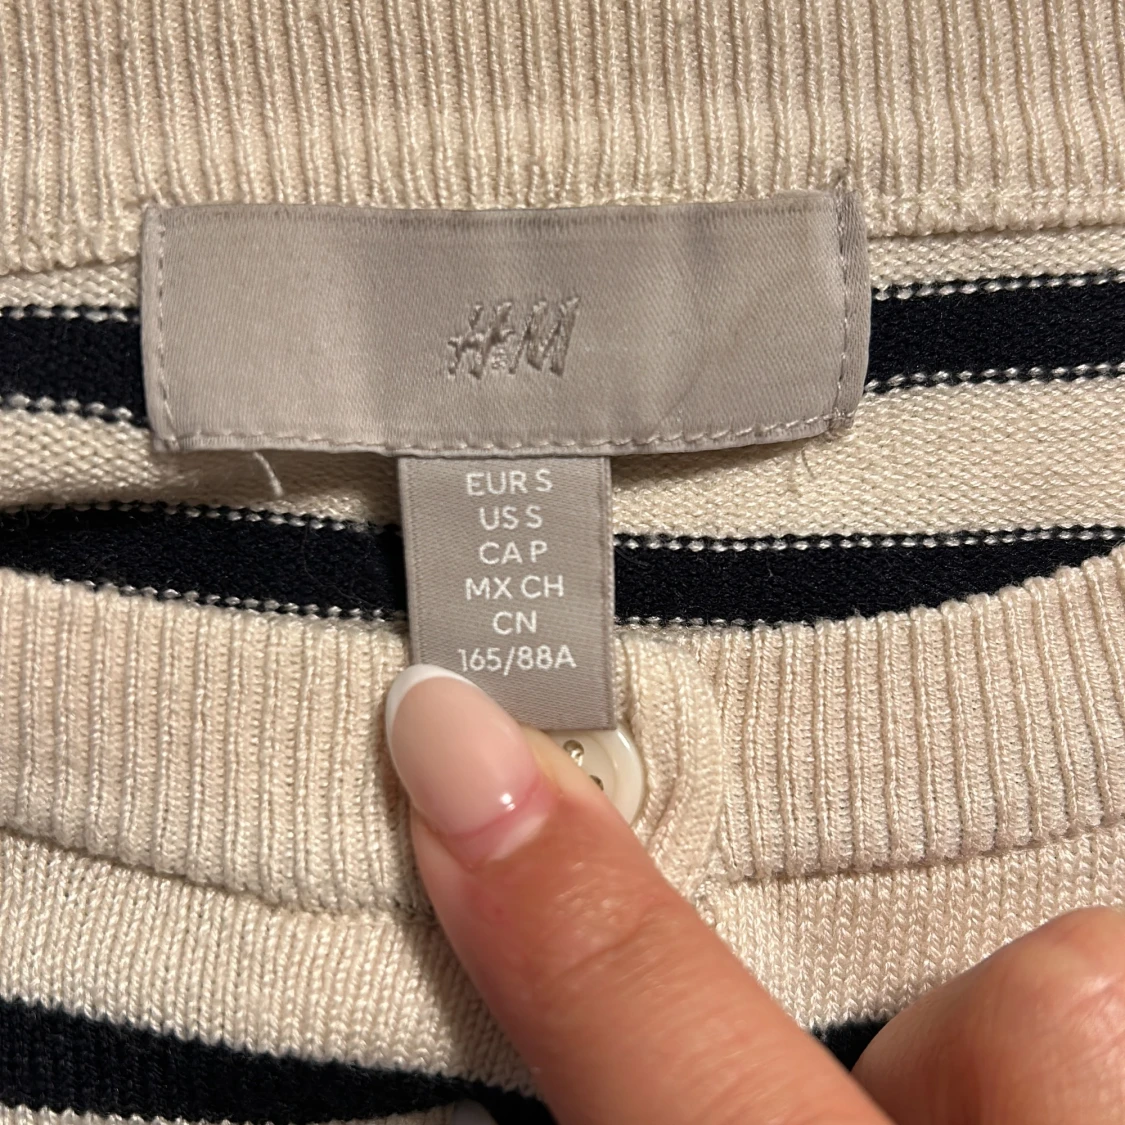 H&M
EUR S
US S
CA P
MX CH
CN
165/88A